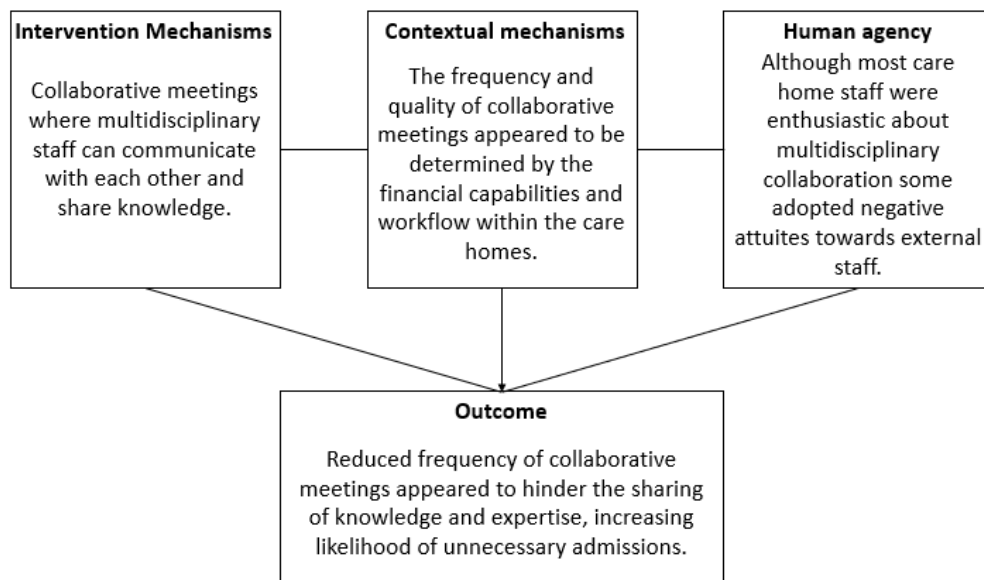 Intervention Mechanisms
Collaborative meetings
where multidisciplinary
staff can communicate
with each other and
share knowledge.
Contextual mechanisms
The frequency and
quality of collaborative
meetings appeared to be
determined by the
financial capabilities and
workflow within the care
homes.
Human agency
Although most care
home staff were
enthusiastic about
multidisciplinary
collaboration some
adopted negative
attuites towards external
staff.
Outcome
Reduced frequency of collaborative
meetings appeared to hinder the sharing
of knowledge and expertise, increasing
likelihood of unnecessary admissions.